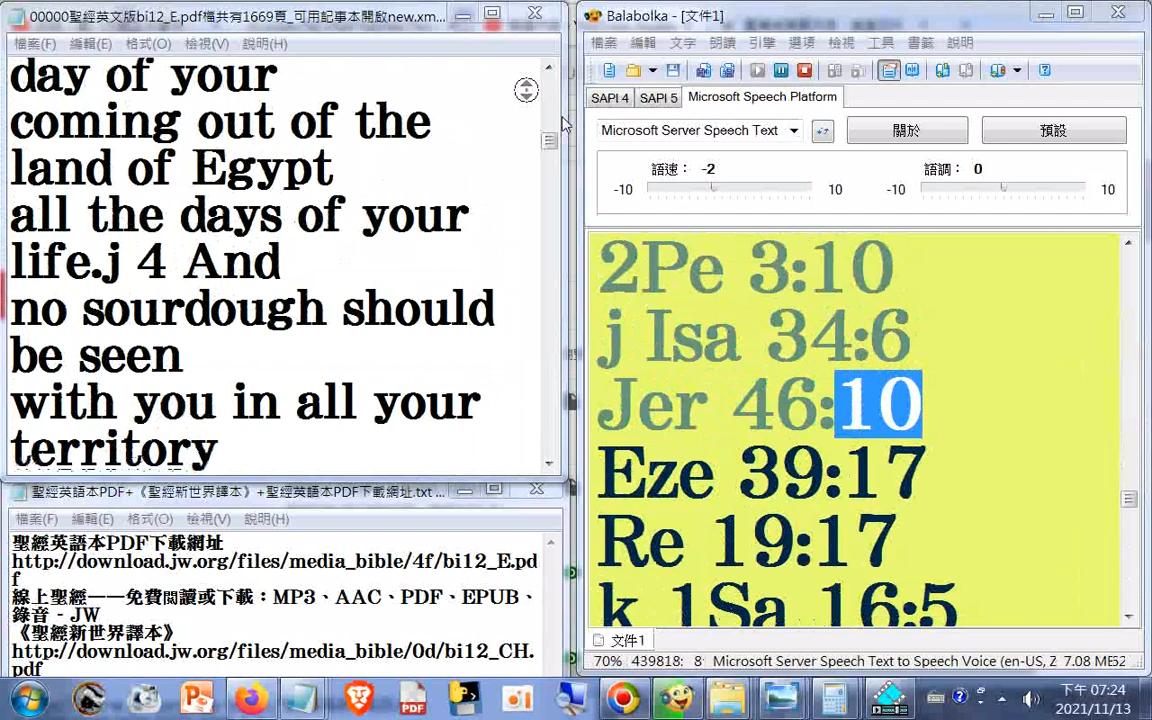 00000聖經英文版bi12_E.pdf檔共有1669頁_可用記事本開啟new.xm...
檔案(F) 編輯(E) 格式(O) 檢視(V) 說明(H)
day of your
coming out of the
land of Egypt
all the days of your
life.j 4 And
no sourdough should
be seen
with you in all your
territory
聖經英語本PDF+《聖經新世界譯本》+聖經英語本PDF下載網址.txt ...
檔案(F) 編輯(E) 格式(O) 檢視(V) 說明(H)
聖經英語本PDF下載網址
http://download.jw.org/files/media_bible/4f/bi12_E.pd
f
線上聖經——免費閱讀或下載：MP3、AAC、PDF、EPUB、
錄音 - JW
《聖經新世界譯本》
http://download.jw.org/files/media_bible/0d/bi12_CH.
pdf
Balabolka - [文件1]
檔案 編輯 文字 朗讀 引擎 選項 檢視 工具 書籤 說明
SAPI 4 SAPI 5 Microsoft Speech Platform
Microsoft Server Speech Text 關於 預設
語速： -2 語調： 0
-10 10 -10 10
2Pe 3:10
j Isa 34:6
Jer 46:10
Eze 39:17
Re 19:17
k 1Sa 16:5
文件1
70% 439818: 8 Microsoft Server Speech Text to Speech Voice (en-US, Z 7.08 ME52
PDF
下午 07:24
2021/11/13